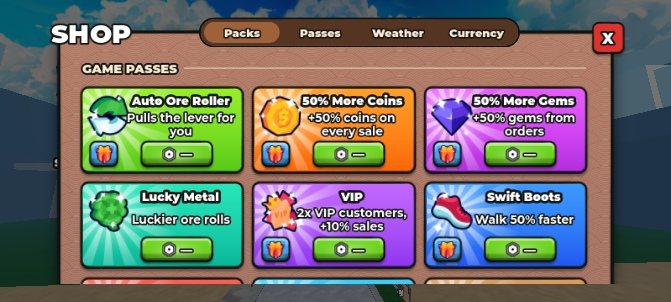 SHOP
Packs
Passes
Weather
Currency
X
GAME PASSES
Auto Ore Roller
Pulls the lever for
you
50% More Coins
+50% coins on
every sale
50% More Gems
+50% gems from
orders
Lucky Metal
Luckier ore rolls
VIP
VIP
2x VIP customers,
+10% sales
Swift Boots
Walk 50% faster